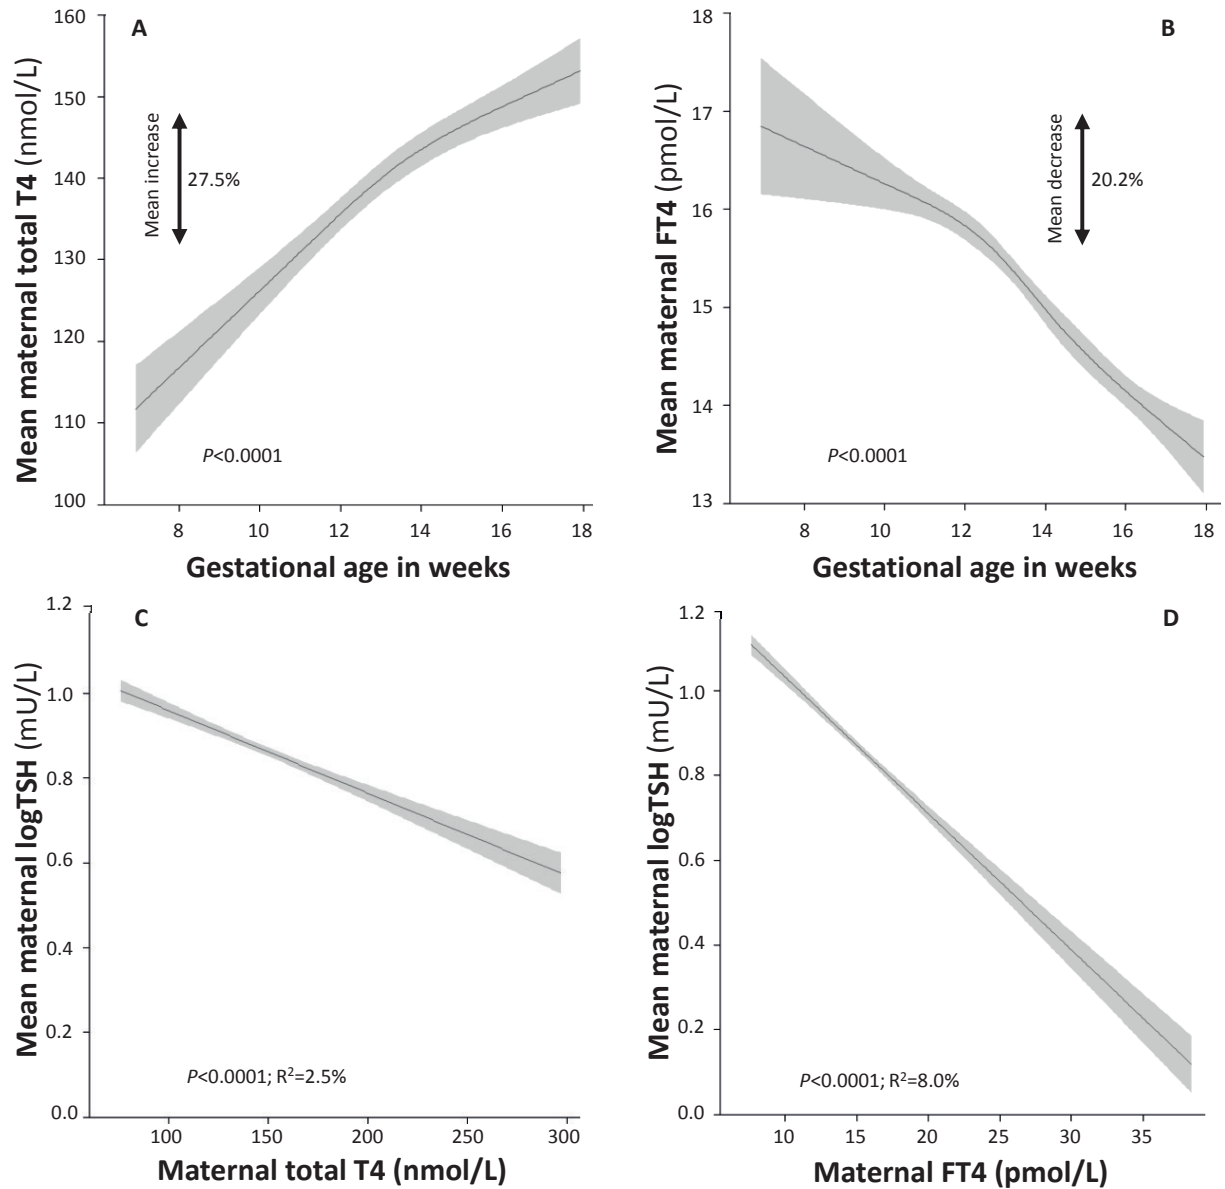 A
Mean maternal total T4 (nmol/L)
160
150
140
130
120
110
100
Mean increase
27.5%
P<0.0001
8 10 12 14 16 18
Gestational age in weeks
B
Mean maternal FT4 (pmol/L)
18
17
16
15
14
13
Mean decrease
20.2%
P<0.0001
8 10 12 14 16 18
Gestational age in weeks
C
Mean maternal logTSH (mU/L)
1.2
1.0
0.8
0.6
0.4
0.2
0.0
P<0.0001; R²=2.5%
100 150 200 250 300
Maternal total T4 (nmol/L)
D
Mean maternal logTSH (mU/L)
1.2
1.0
0.8
0.6
0.4
0.2
0.0
P<0.0001; R²=8.0%
10 15 20 25 30 35
Maternal FT4 (pmol/L)